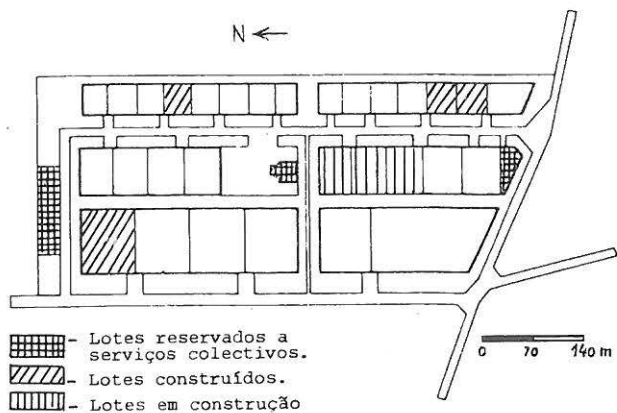 N
- Lotes reservados a
serviços colectivos.
- Lotes construídos.
- Lotes em construção
0 70 140 m